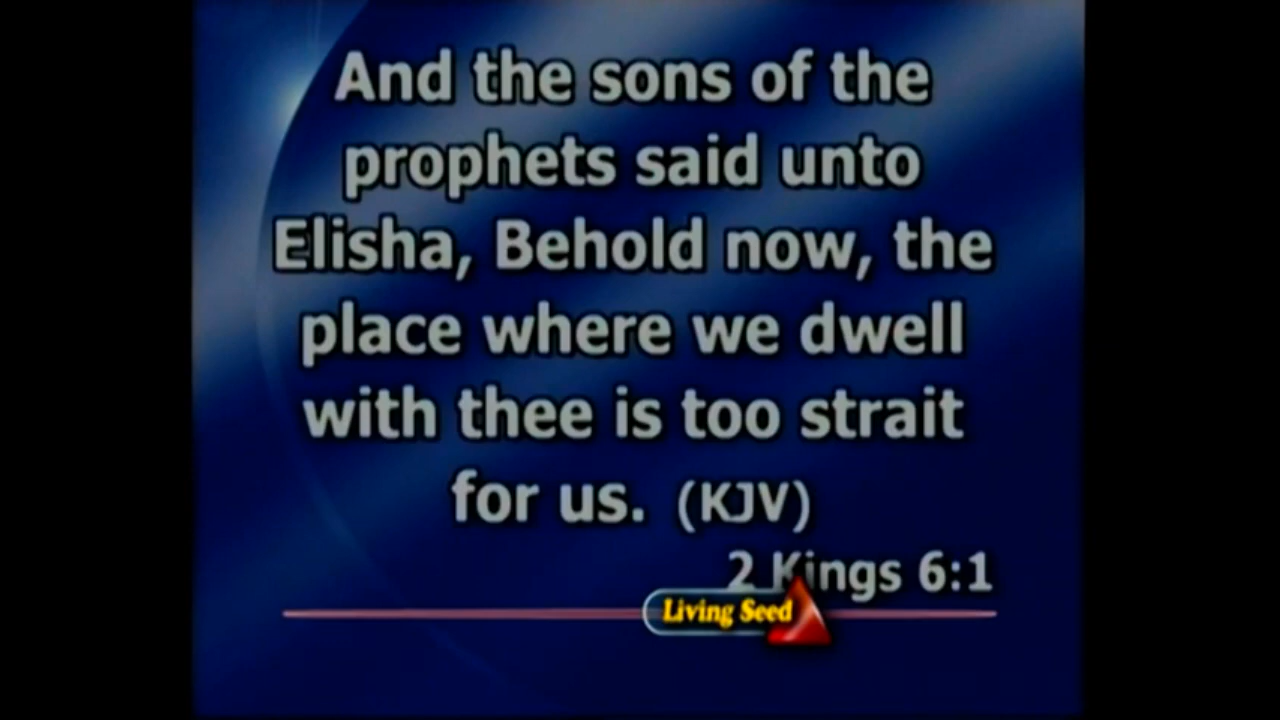 And the sons of the
prophets said unto
Elisha, Behold now, the
place where we dwell
with thee is too strait
for us. (KJV)
2 Kings 6:1
Living Seed